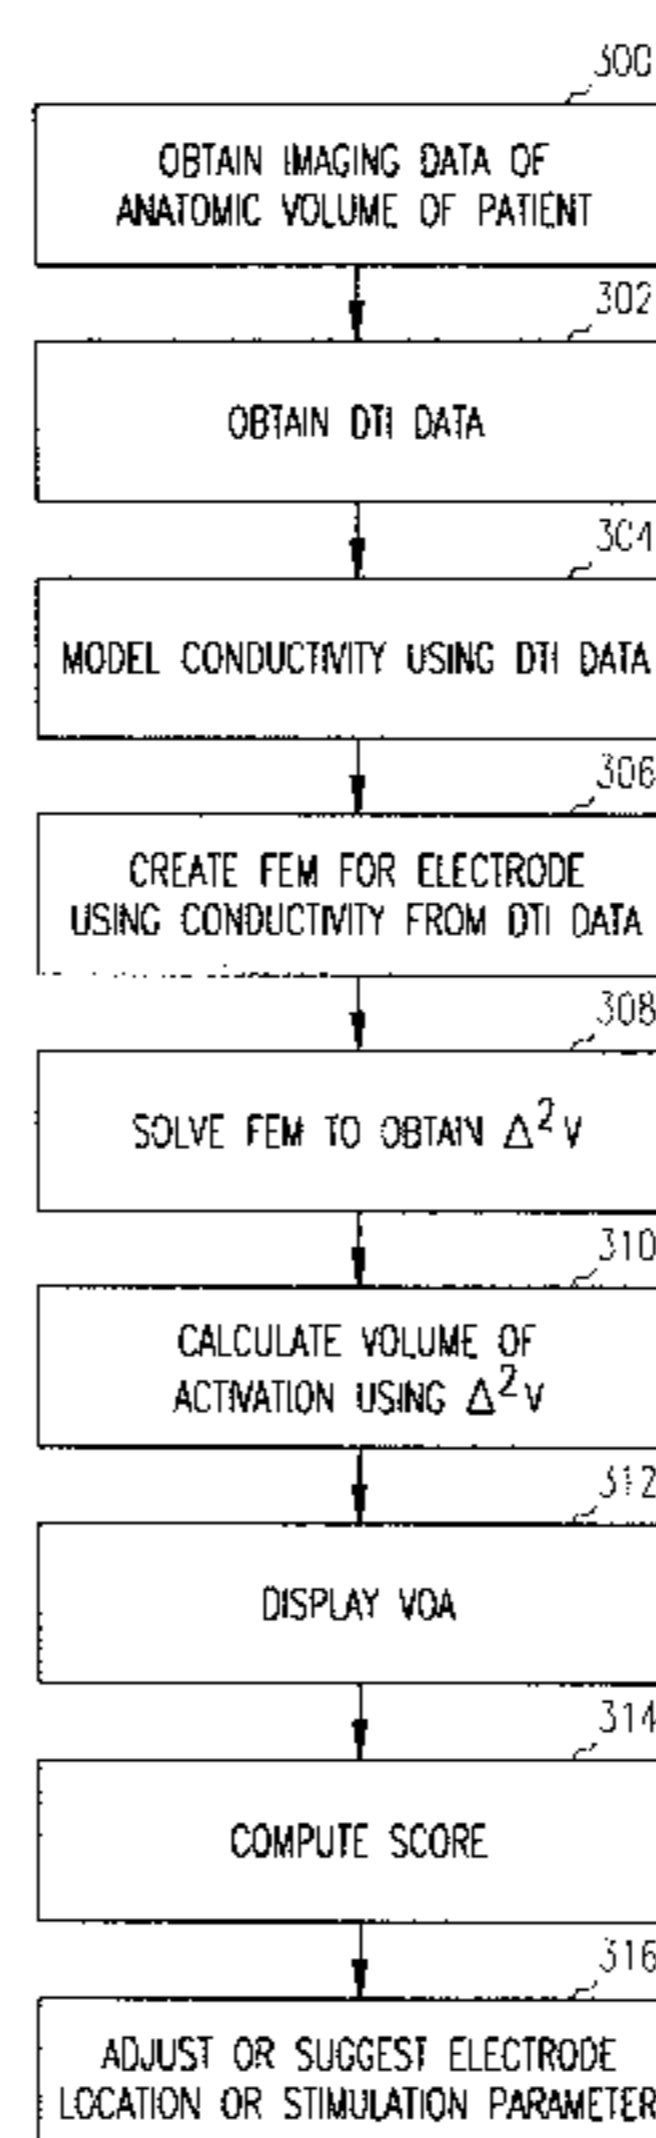 300
OBTAIN IMAGING DATA OF
ANATOMIC VOLUME OF PATIENT
302
OBTAIN DTI DATA
304
MODEL CONDUCTIVITY USING DTI DATA
306
CREATE FEM FOR ELECTRODE
USING CONDUCTIVITY FROM DTI DATA
308
SOLVE FEM TO OBTAIN Δ²V
310
CALCULATE VOLUME OF
ACTIVATION USING Δ²V
312
DISPLAY VOA
314
COMPUTE SCORE
316
ADJUST OR SUGGEST ELECTRODE
LOCATION OR STIMULATION PARAMETER